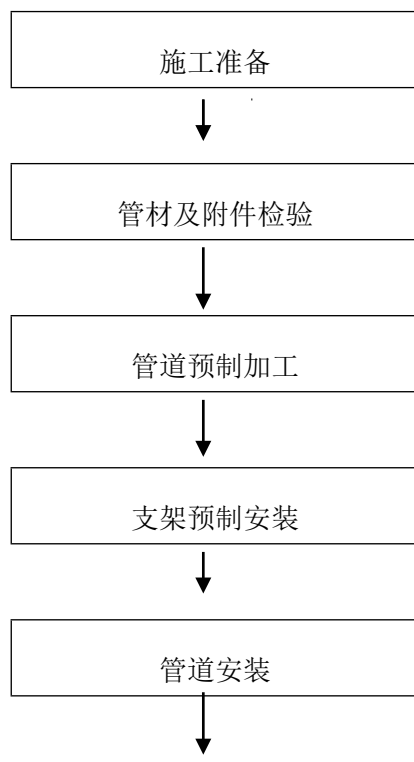 施工准备
管材及附件检验
管道预制加工
支架预制安装
管道安装